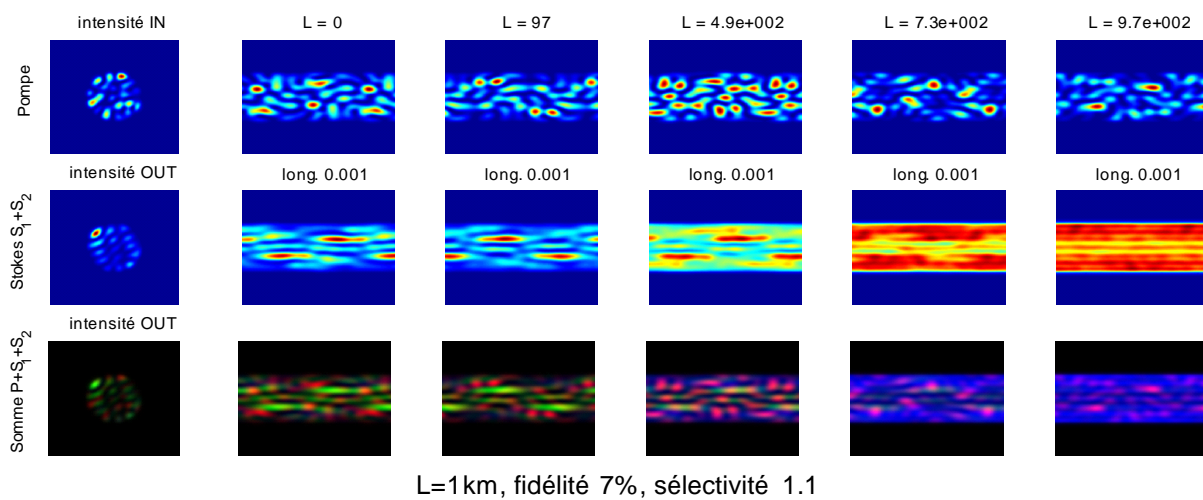 intensité IN L = 0 L = 97 L = 4.9e+002 L = 7.3e+002 L = 9.7e+002
Pompe
intensité OUT long. 0.001 long. 0.001 long. 0.001 long. 0.001 long. 0.001
Stokes S1+S2
intensité OUT
Somme P+S1+S2
L=1km, fidélité 7%, sélectivité 1.1